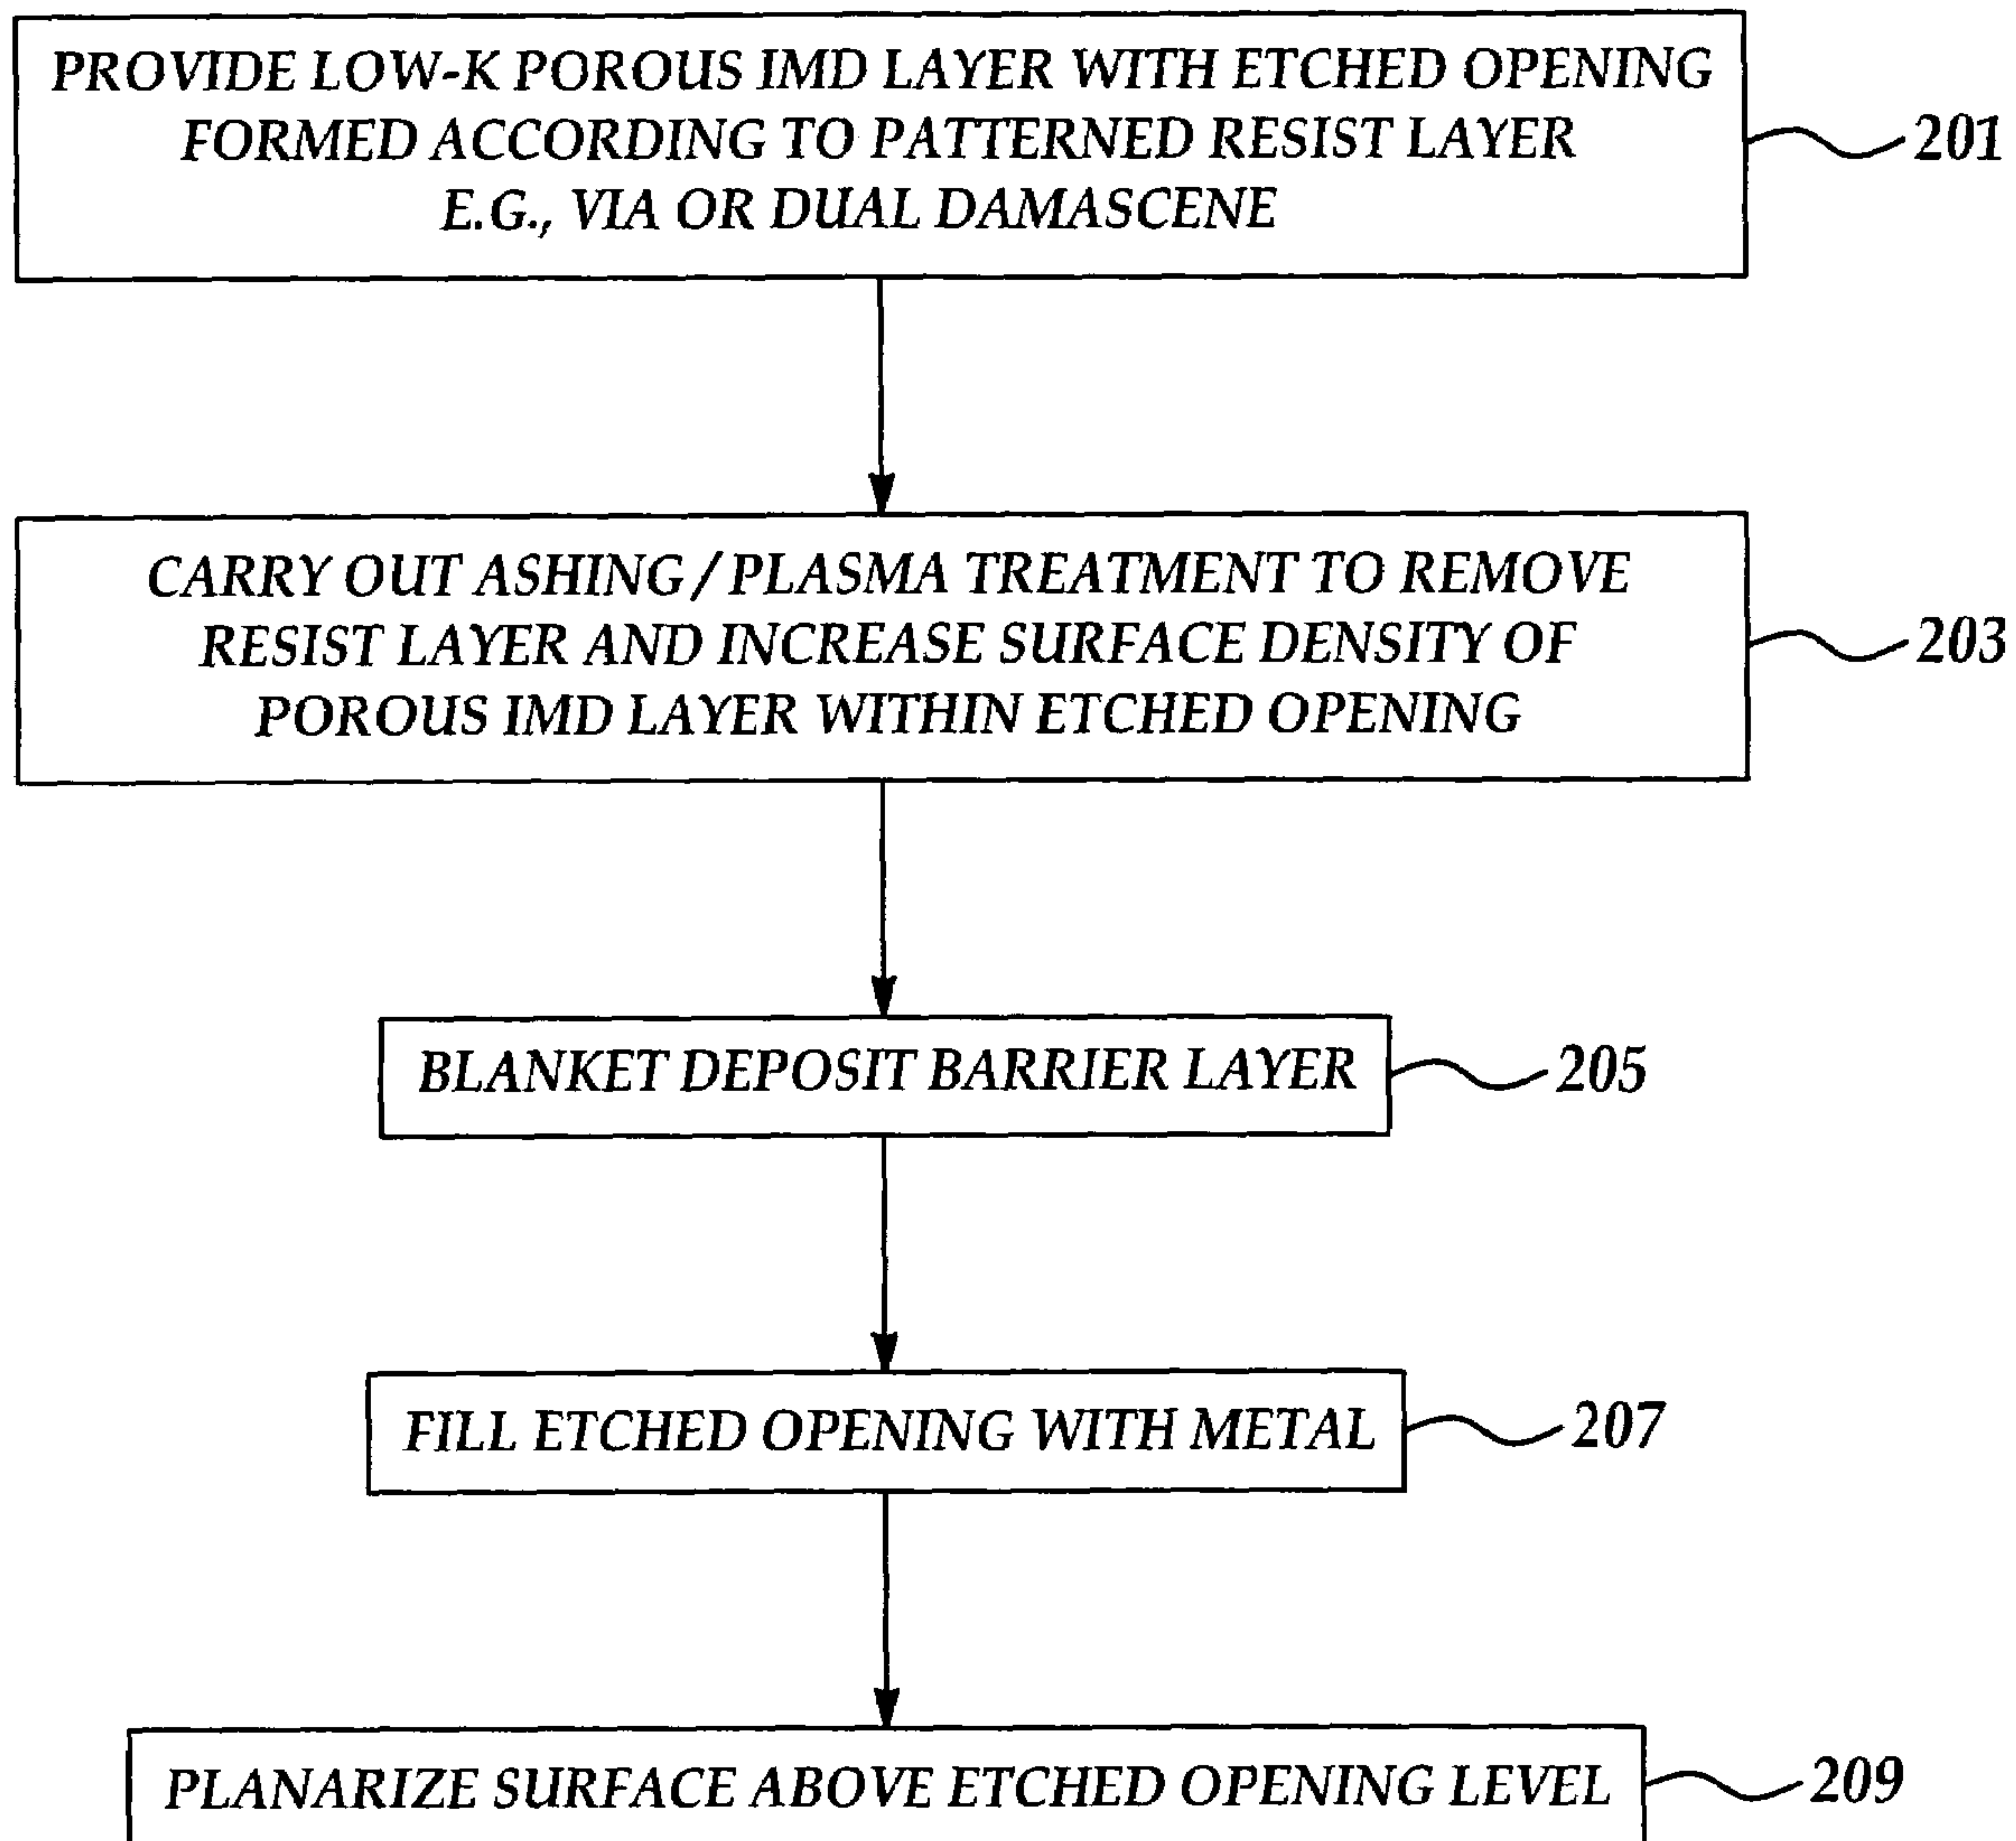 PROVIDE LOW-K POROUS IMD LAYER WITH ETCHED OPENING
FORMED ACCORDING TO PATTERNED RESIST LAYER
E.G., VIA OR DUAL DAMASCENE
201
CARRY OUT ASHING/PLASMA TREATMENT TO REMOVE
RESIST LAYER AND INCREASE SURFACE DENSITY OF
POROUS IMD LAYER WITHIN ETCHED OPENING
203
BLANKET DEPOSIT BARRIER LAYER
205
FILL ETCHED OPENING WITH METAL
207
PLANARIZE SURFACE ABOVE ETCHED OPENING LEVEL
209